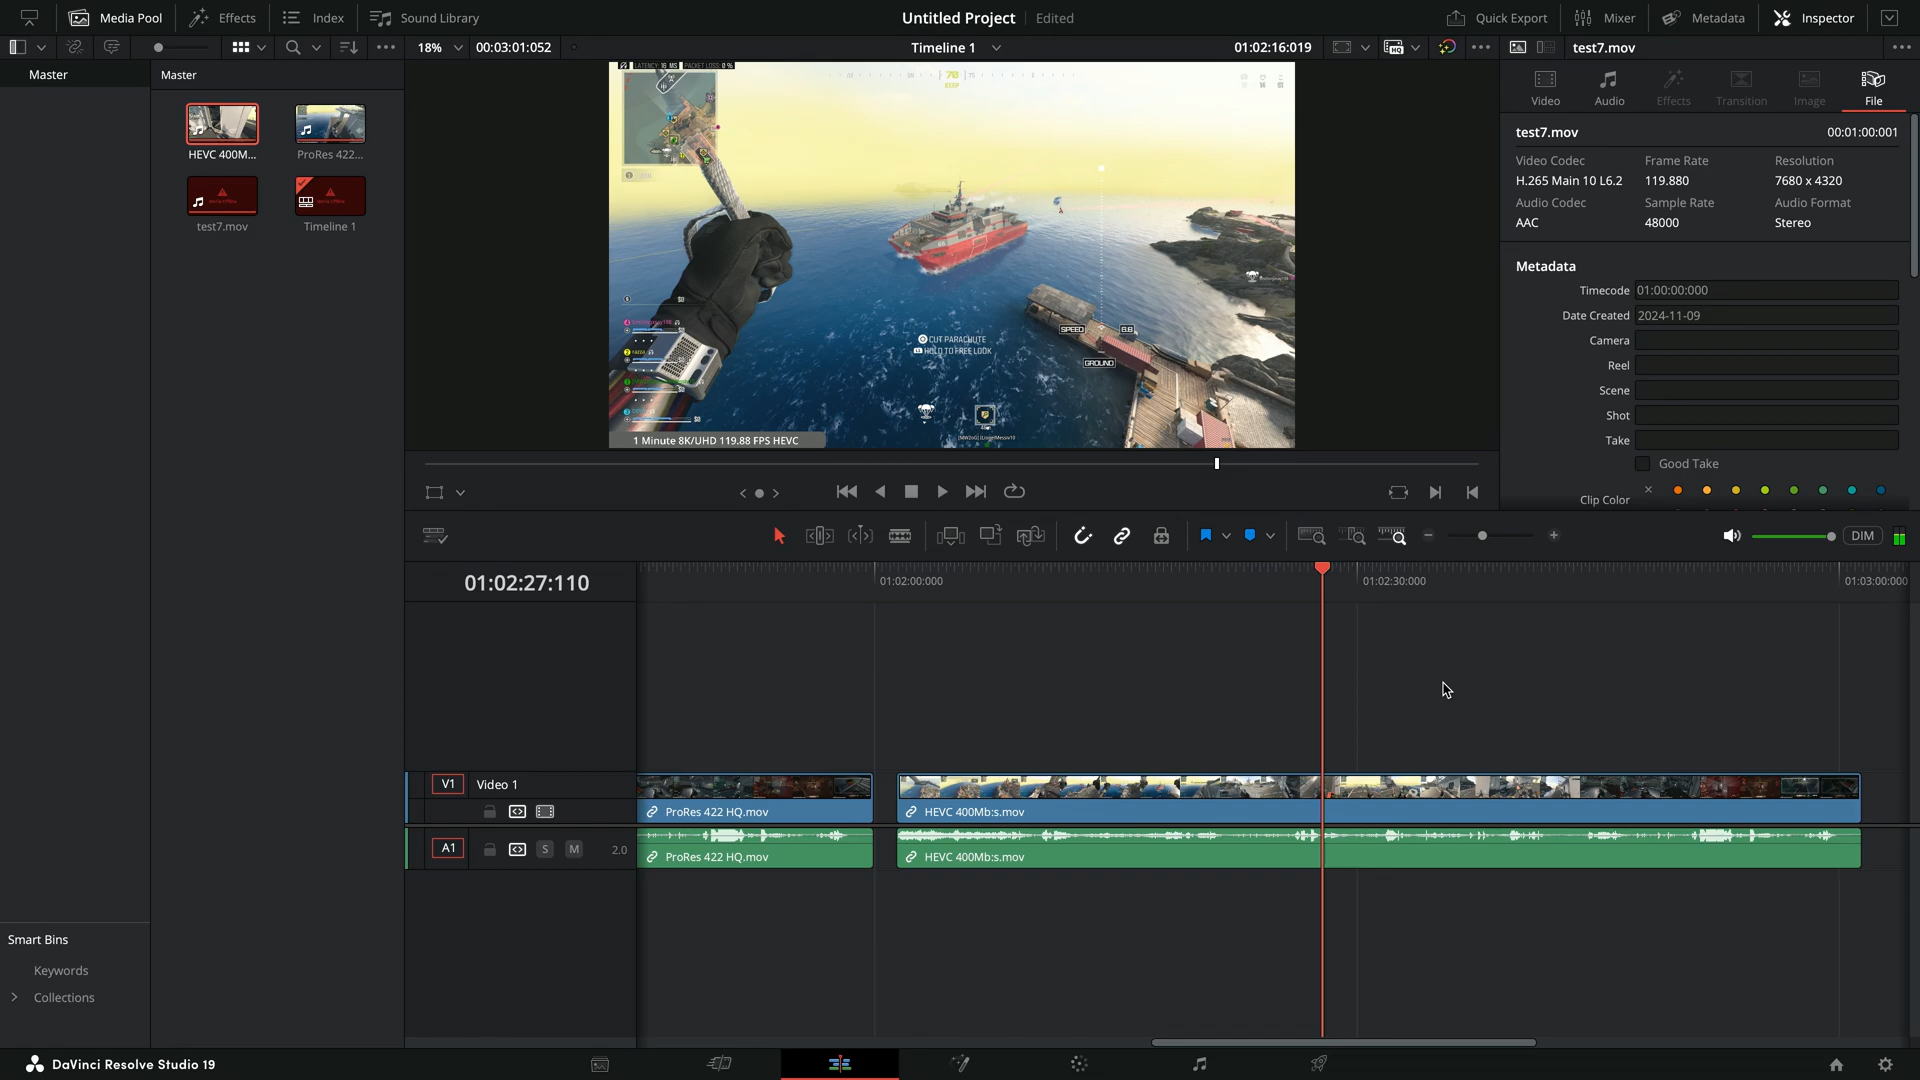 Media Pool
Effects
Index
Sound Library
Untitled Project
Edited
Quick Export
Mixer
Metadata
Inspector
18%
00:03:01:052
Timeline 1
01:02:16:019
test7.mov
Master
Master
HEVC 400M...
ProRes 422...
test7.mov
Timeline 1
LATENCY: 16 MS
PACKET LOSS: 0 %
70
CUT PARACHUTE
HOLD TO FREE LOOK
SPEED
GROUND
1 Minute 8K/UHD 119.88 FPS HEVC
Video
Audio
Effects
Transition
Image
File
test7.mov
00:01:00:001
Video Codec
Frame Rate
Resolution
H.265 Main 10 L6.2
119.880
7680 x 4320
Audio Codec
Sample Rate
Audio Format
AAC
48000
Stereo
Metadata
Timecode
01:00:00:000
Date Created
2024-11-09
Camera
Reel
Scene
Shot
Take
Good Take
Clip Color
DIM
01:02:27:110
01:02:00:000
01:02:30:000
01:03:00:000
V1
Video 1
ProRes 422 HQ.mov
HEVC 400Mb:s.mov
A1
S
M
2.0
ProRes 422 HQ.mov
HEVC 400Mb:s.mov
Smart Bins
Keywords
Collections
DaVinci Resolve Studio 19